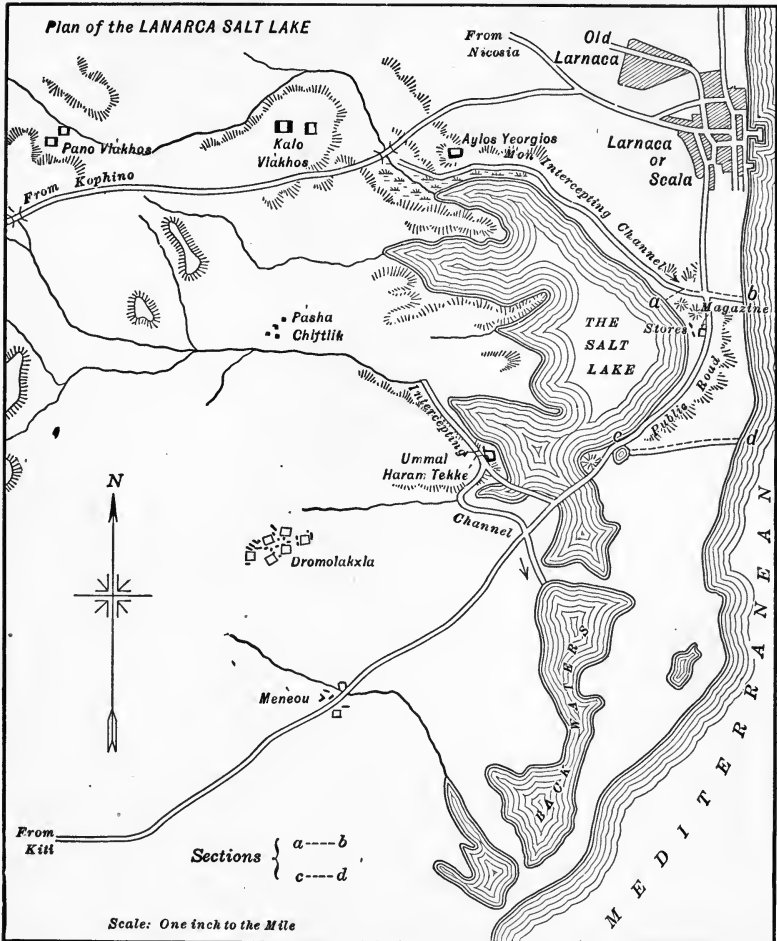 Plan of the LANARCA SALT LAKE
From
Nicosia
Old
Larnaca
Pano Vlakhos
Kalo
Vlakhos
Aylos Yeorgios
Mon.
Larnaca
or
Scala
From Kophino
Intercepting Channel
a
b
Magazine
Stores
THE
SALT
LAKE
Pasha
Chiftlik
Public Road
Intercepting
c
d
Ummal
Haram Tekke
Channel
N
Dromolakxla
BACK WATERS
Meneou
MEDITERRANEAN
From
Kiti
Sections { a----b
c----d
Scale: One inch to the Mile